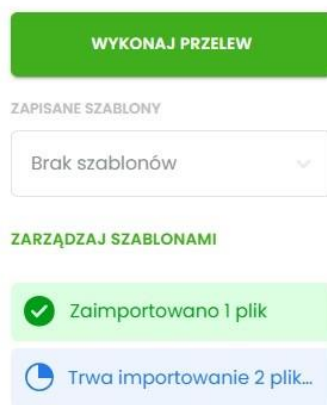 WYKONAJ PRZELEW
ZAPISANE SZABLONY
Brak szablonów
ZARZĄDZAJ SZABLONAMI
Zaimportowano 1 plik
Trwa importowanie 2 plik...